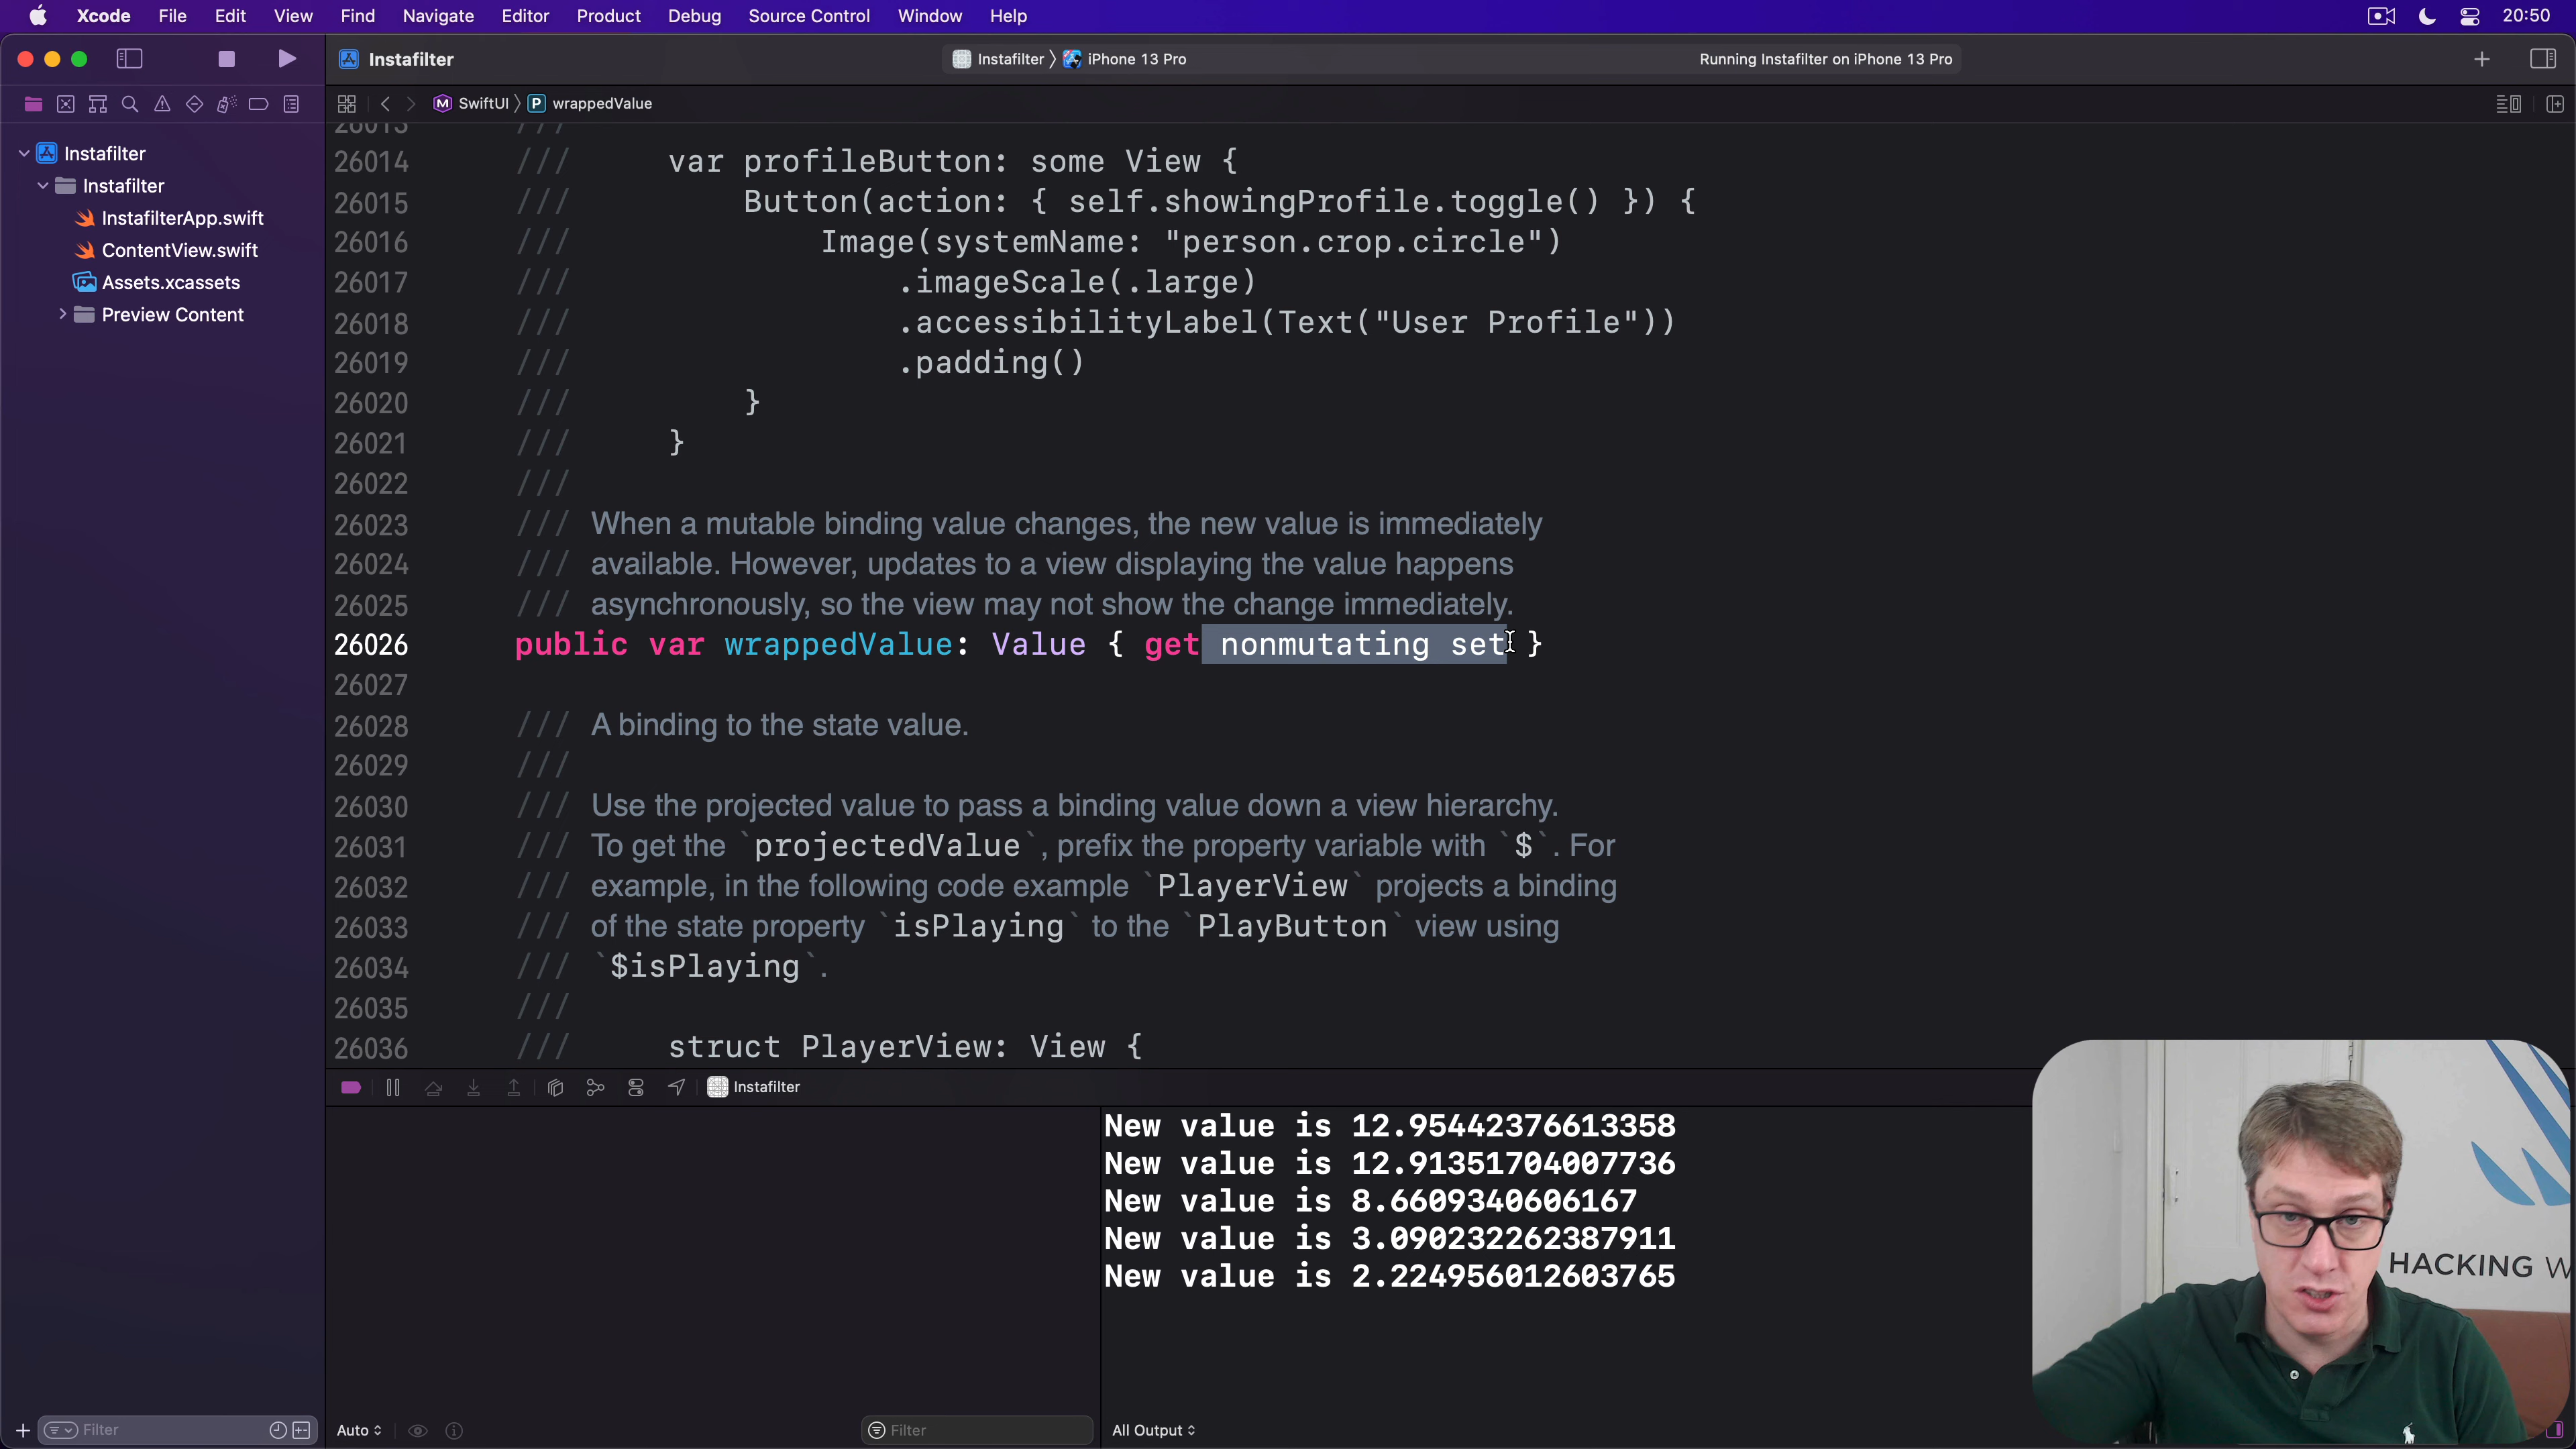 Xcode File Edit View Find Navigate Editor Product Debug Source Control Window Help 20:50
Instafilter
Instafilter iPhone 13 Pro
Running Instafilter on iPhone 13 Pro
SwiftUI wrappedValue
Instafilter
Instafilter
InstafilterApp.swift
ContentView.swift
Assets.xcassets
Preview Content
26013 ///
26014 /// var profileButton: some View {
26015 /// Button(action: { self.showingProfile.toggle() }) {
26016 /// Image(systemName: "person.crop.circle")
26017 /// .imageScale(.large)
26018 /// .accessibilityLabel(Text("User Profile"))
26019 /// .padding()
26020 /// }
26021 /// }
26022 ///
26023 /// When a mutable binding value changes, the new value is immediately
26024 /// available. However, updates to a view displaying the value happens
26025 /// asynchronously, so the view may not show the change immediately.
26026 public var wrappedValue: Value { get nonmutating set }
26027
26028 /// A binding to the state value.
26029 ///
26030 /// Use the projected value to pass a binding value down a view hierarchy.
26031 /// To get the `projectedValue`, prefix the property variable with `$`. For
26032 /// example, in the following code example `PlayerView` projects a binding
26033 /// of the state property `isPlaying` to the `PlayButton` view using
26034 /// `$isPlaying`.
26035 ///
26036 /// struct PlayerView: View {
Instafilter
New value is 12.95442376613358
New value is 12.91351704007736
New value is 8.6609340606167
New value is 3.090232262387911
New value is 2.224956012603765
HACKING W
Filter
Auto
Filter
All Output